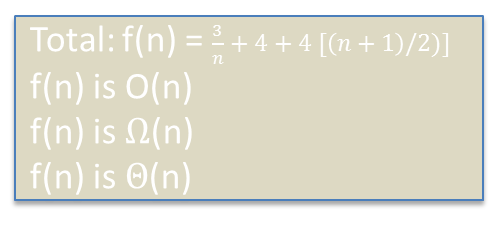 Total: f(n) = 3/n + 4 + 4 [(n + 1)/2)]
f(n) is O(n)
f(n) is Ω(n)
f(n) is Θ(n)